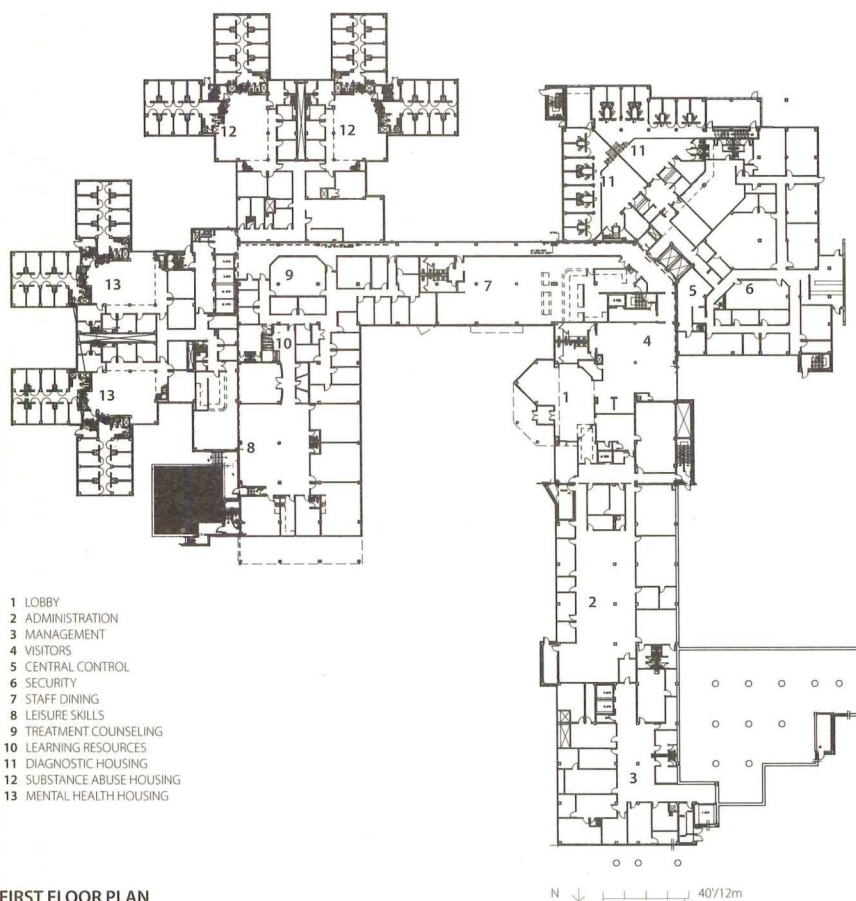 12
12
11
11
13
9
7
5
6
10
4
13
1
8
2
3
1 LOBBY
2 ADMINISTRATION
3 MANAGEMENT
4 VISITORS
5 CENTRAL CONTROL
6 SECURITY
7 STAFF DINING
8 LEISURE SKILLS
9 TREATMENT COUNSELING
10 LEARNING RESOURCES
11 DIAGNOSTIC HOUSING
12 SUBSTANCE ABUSE HOUSING
13 MENTAL HEALTH HOUSING
FIRST FLOOR PLAN
N 40'/12m